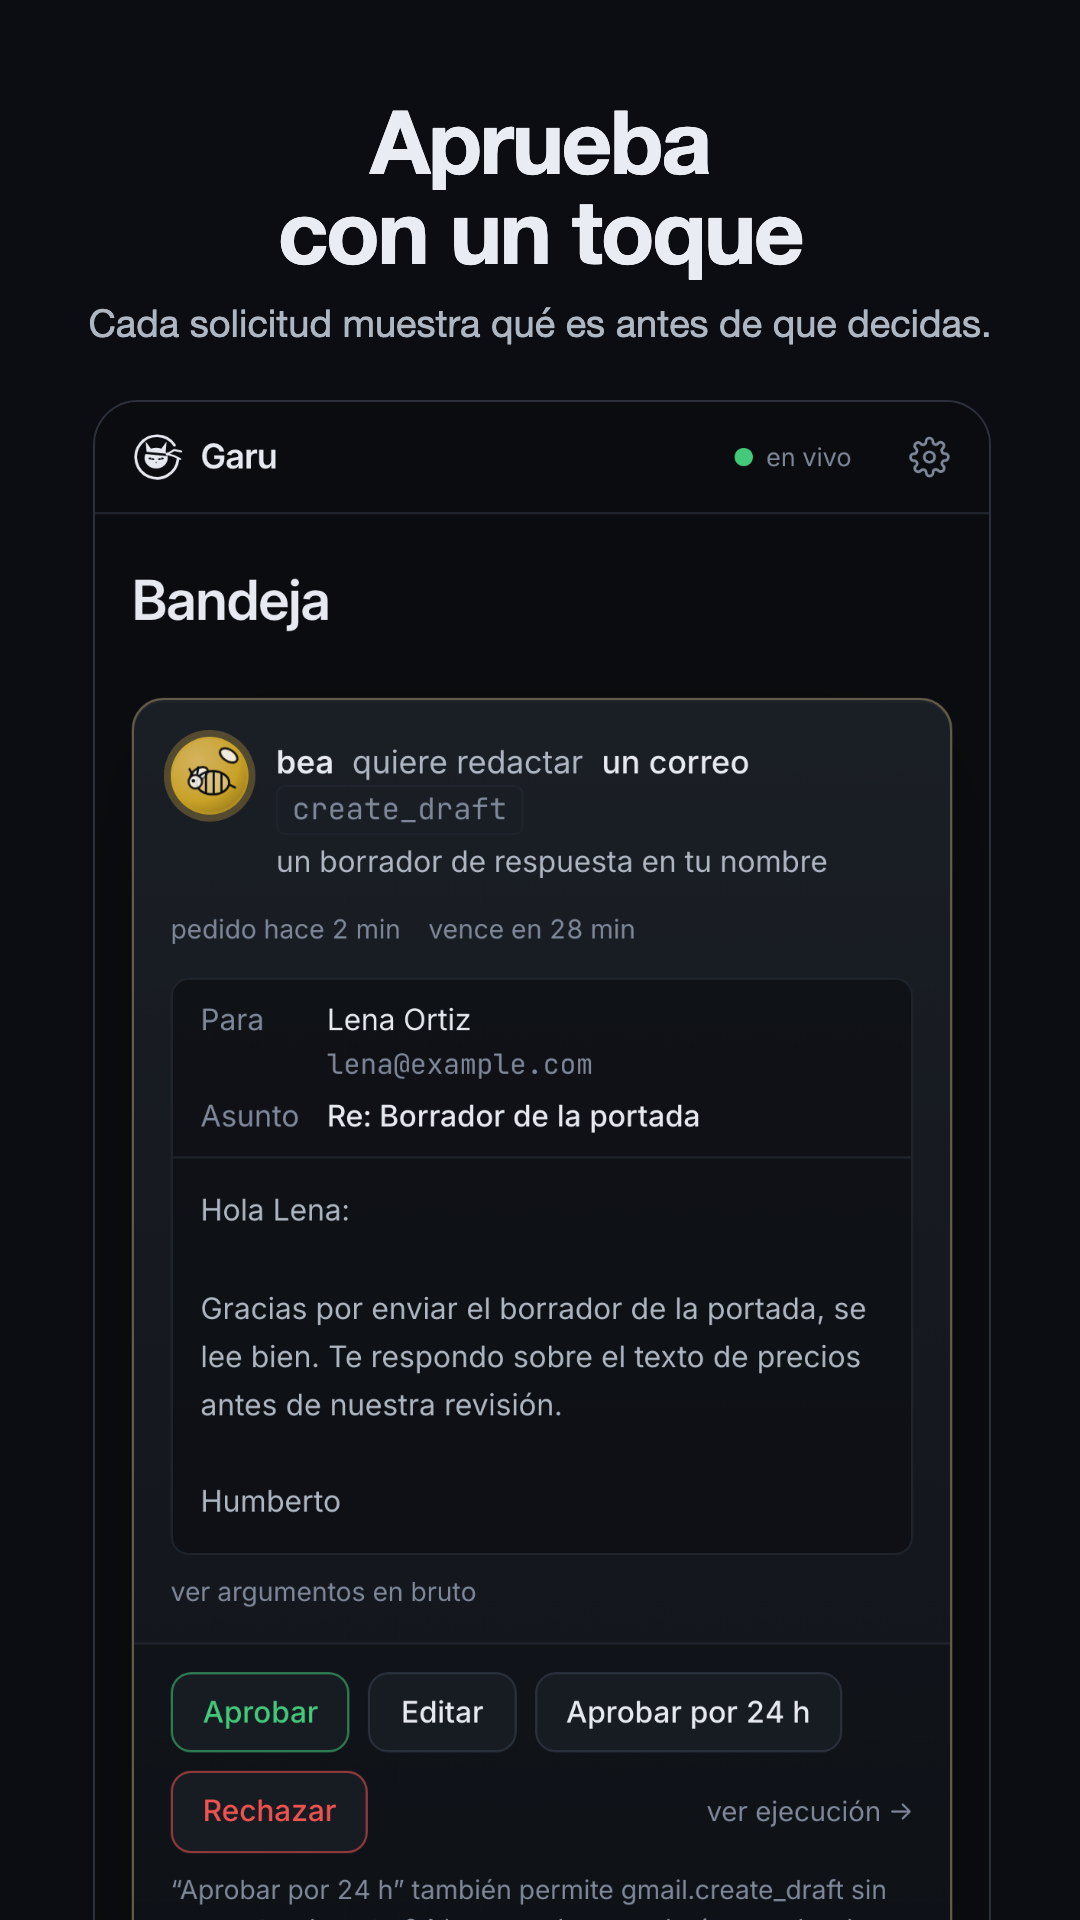 Aprueba
con un toque
Cada solicitud muestra qué es antes de que decidas.
Garu
en vivo
Bandeja
bea quiere redactar un correo
create_draft
un borrador de respuesta en tu nombre
pedido hace 2 min vence en 28 min
Para Lena Ortiz
lena@example.com
Asunto Re: Borrador de la portada
Hola Lena:
Gracias por enviar el borrador de la portada, se
lee bien. Te respondo sobre el texto de precios
antes de nuestra revisión.
Humberto
ver argumentos en bruto
Aprobar Editar Aprobar por 24 h
Rechazar ver ejecución →
“Aprobar por 24 h” también permite gmail.create_draft sin